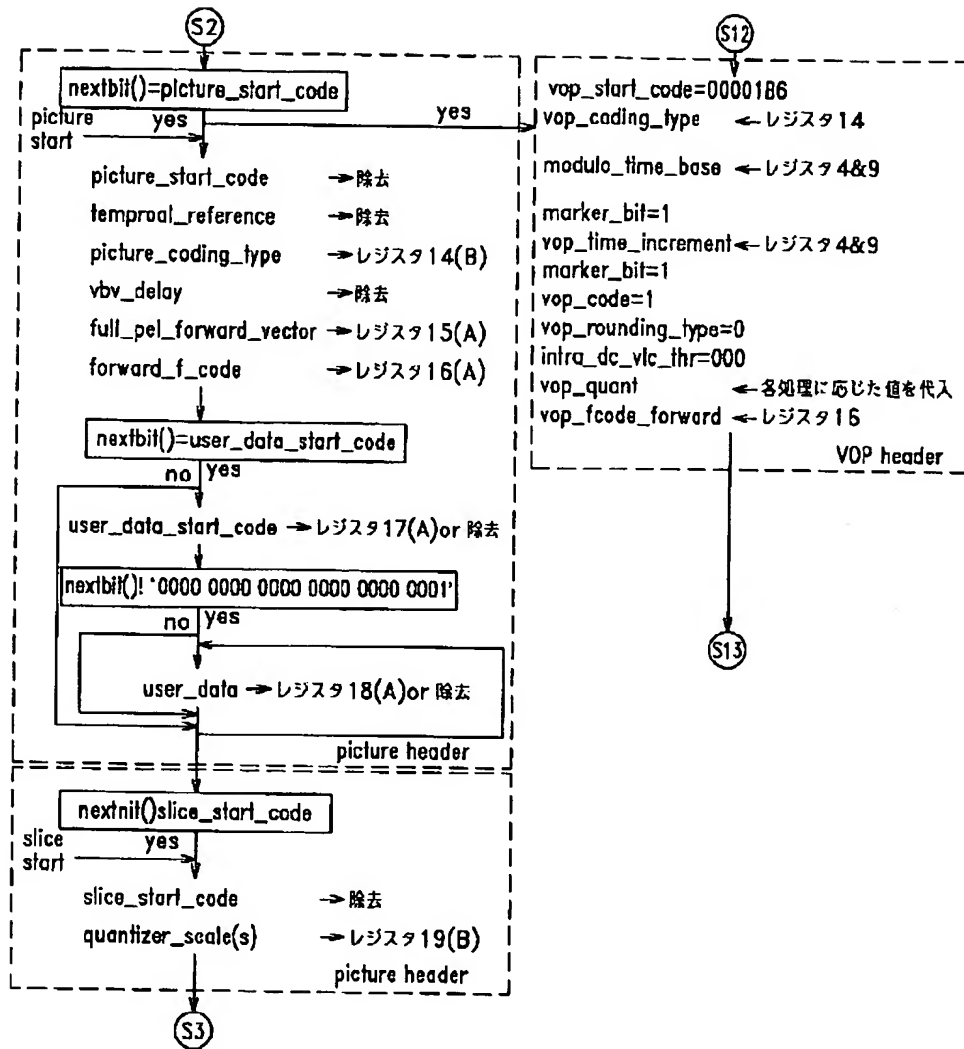 S2
nextbit()=picture_start_code
picture start
yes
yes
picture_start_code →除去
temproal_reference →除去
picture_coding_type →レジスタ14(B)
vbv_delay →除去
full_pel_forward_vector →レジスタ15(A)
forward_f_code →レジスタ16(A)
nextbit()=user_data_start_code
no
yes
user_data_start_code →レジスタ17(A)or 除去
nextbit()! '0000 0000 0000 0000 0000 0001'
no
yes
user_data →レジスタ18(A)or 除去
picture header
nextnit()slice_start_code
slice start
yes
slice_start_code →除去
quantizer_scale(s) →レジスタ19(B)
picture header
S3
S12
vop_start_code=00001B6
vop_coding_type ←レジスタ14
modulo_time_base ←レジスタ4&9
marker_bit=1
vop_time_increment←レジスタ4&9
marker_bit=1
vop_code=1
vop_rounding_type=0
intra_dc_vlc_thr=000
vop_quant ←各処理に応じた値を代入
vop_fcode_forward ←レジスタ16
VOP header
S13